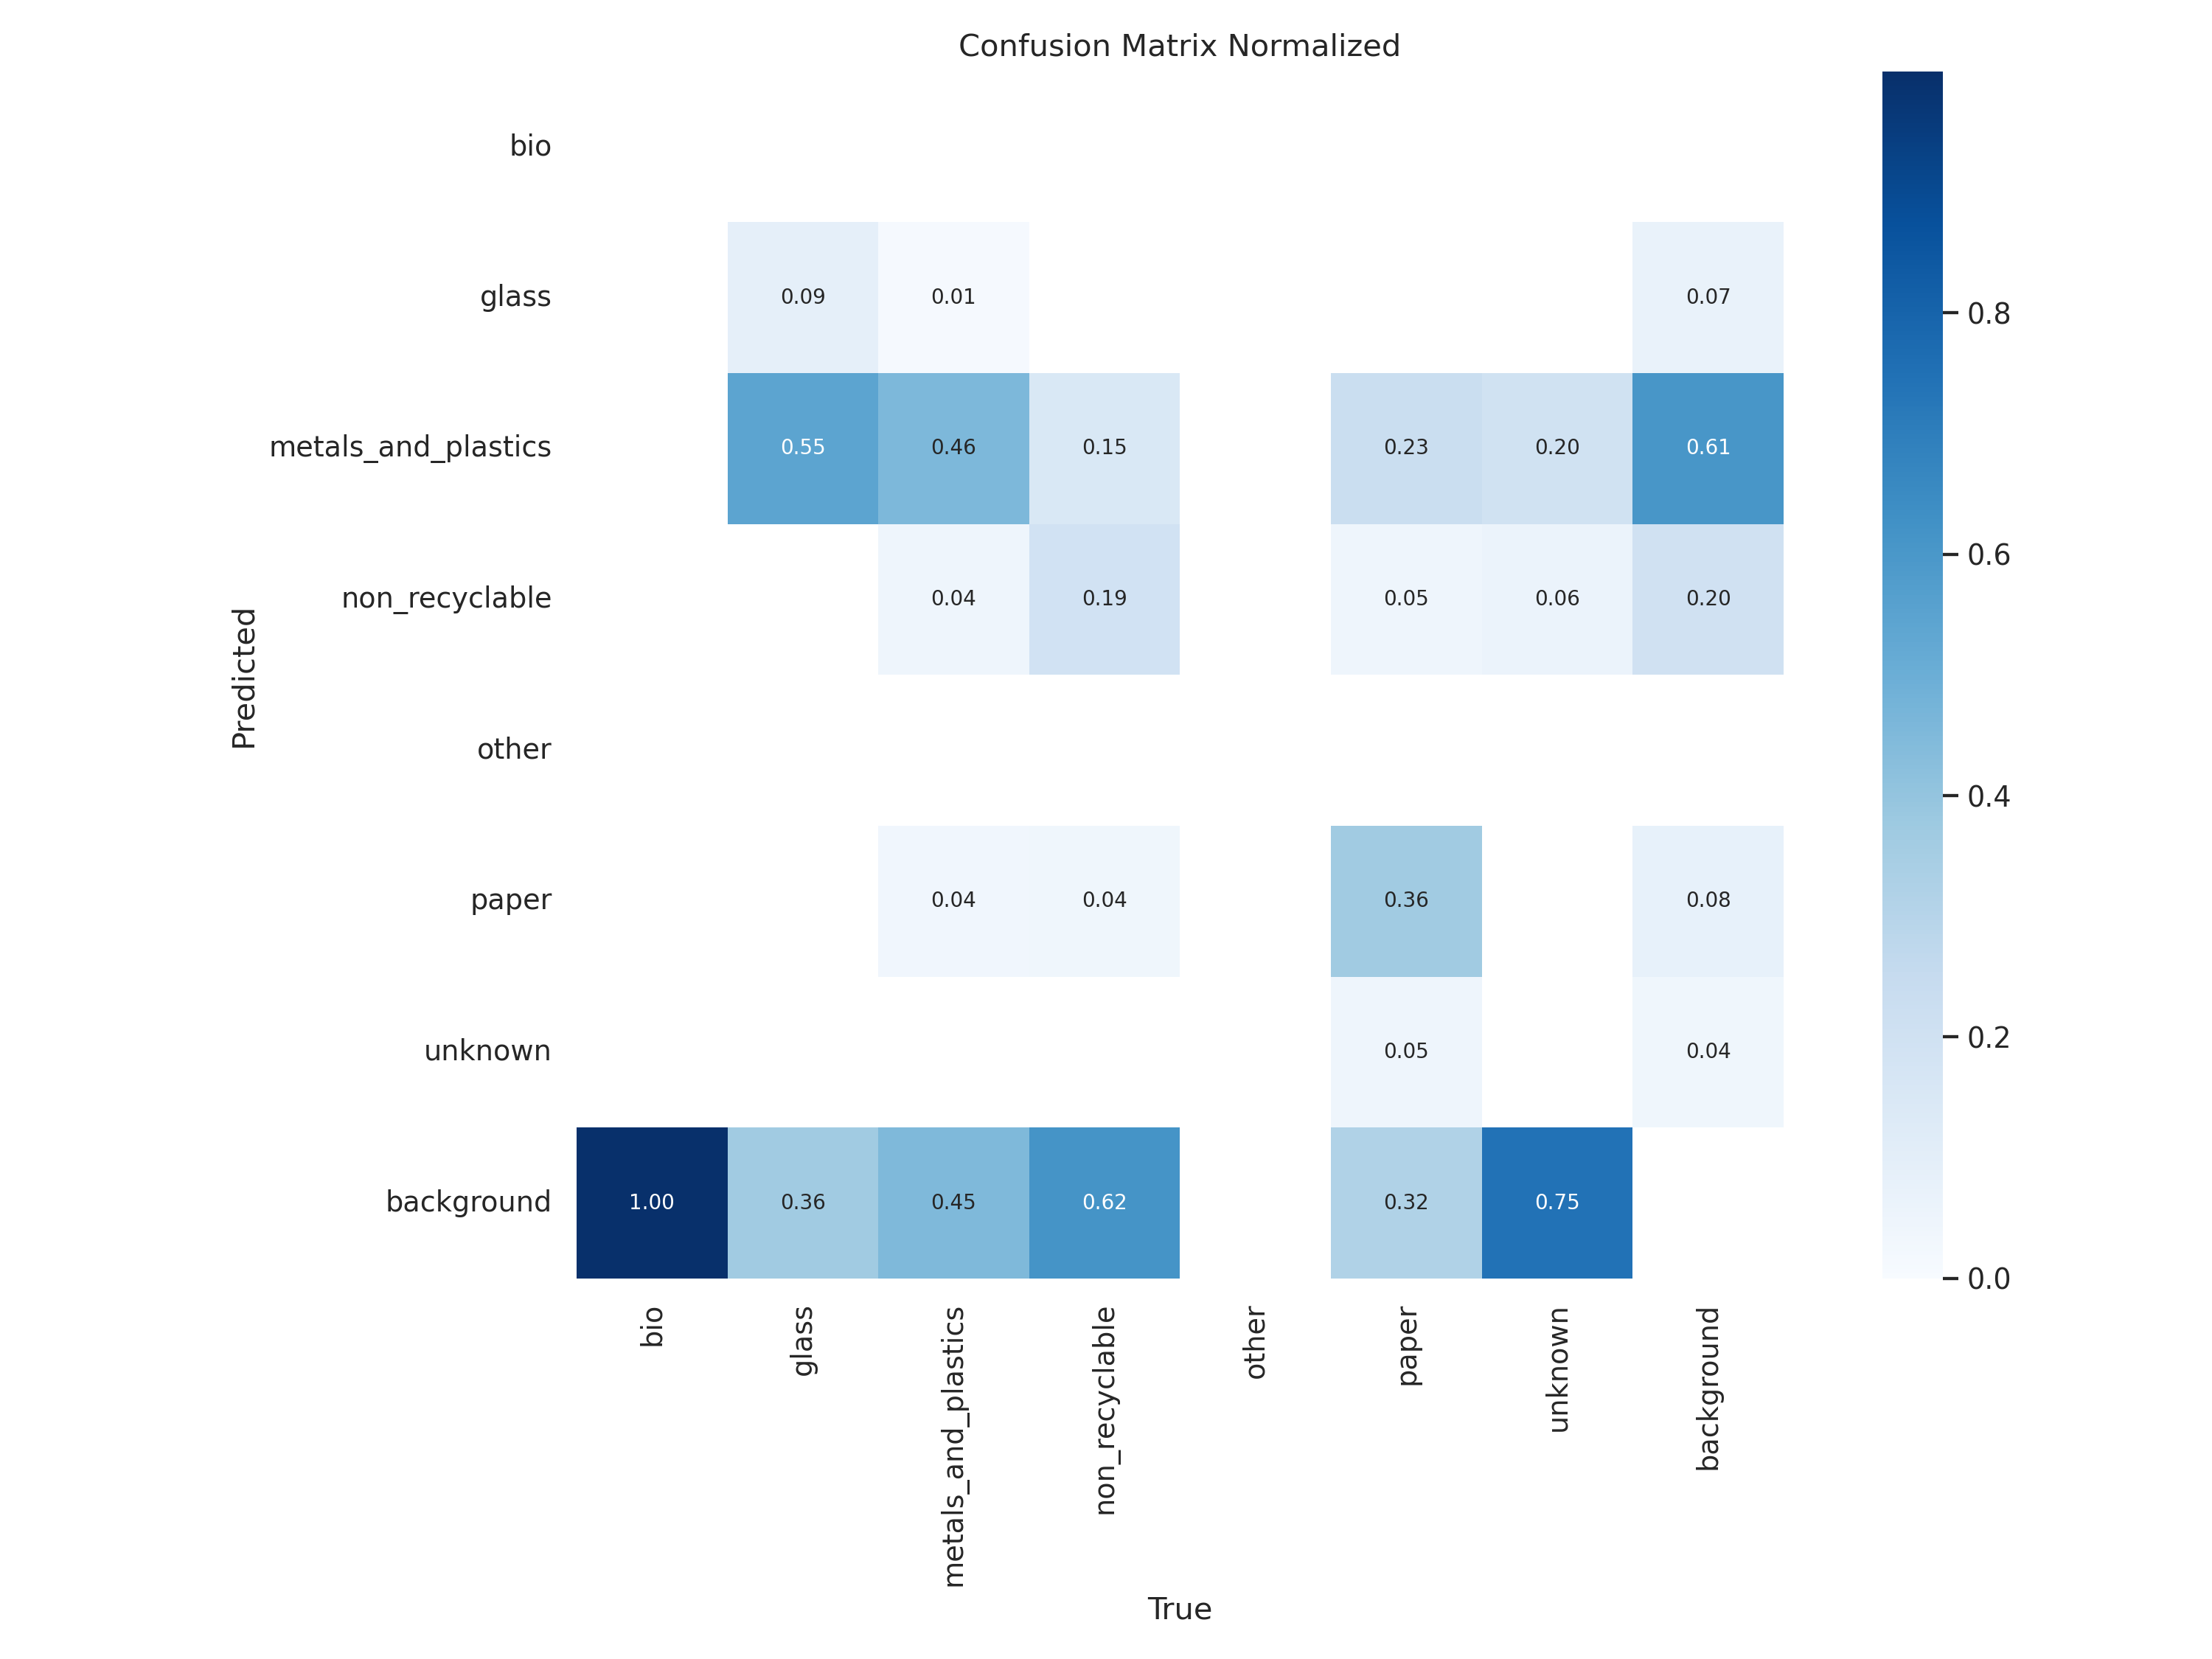 Confusion Matrix Normalized
bio
glass
0.09 0.01 0.07
metals_and_plastics
0.55 0.46 0.15 0.23 0.20 0.61
non_recyclable
0.04 0.19 0.05 0.06 0.20
other
paper
0.04 0.04 0.36 0.08
unknown
0.05 0.04
background
1.00 0.36 0.45 0.62 0.32 0.75
Predicted
bio
glass
metals_and_plastics
non_recyclable
other
paper
unknown
background
True
0.8
0.6
0.4
0.2
0.0